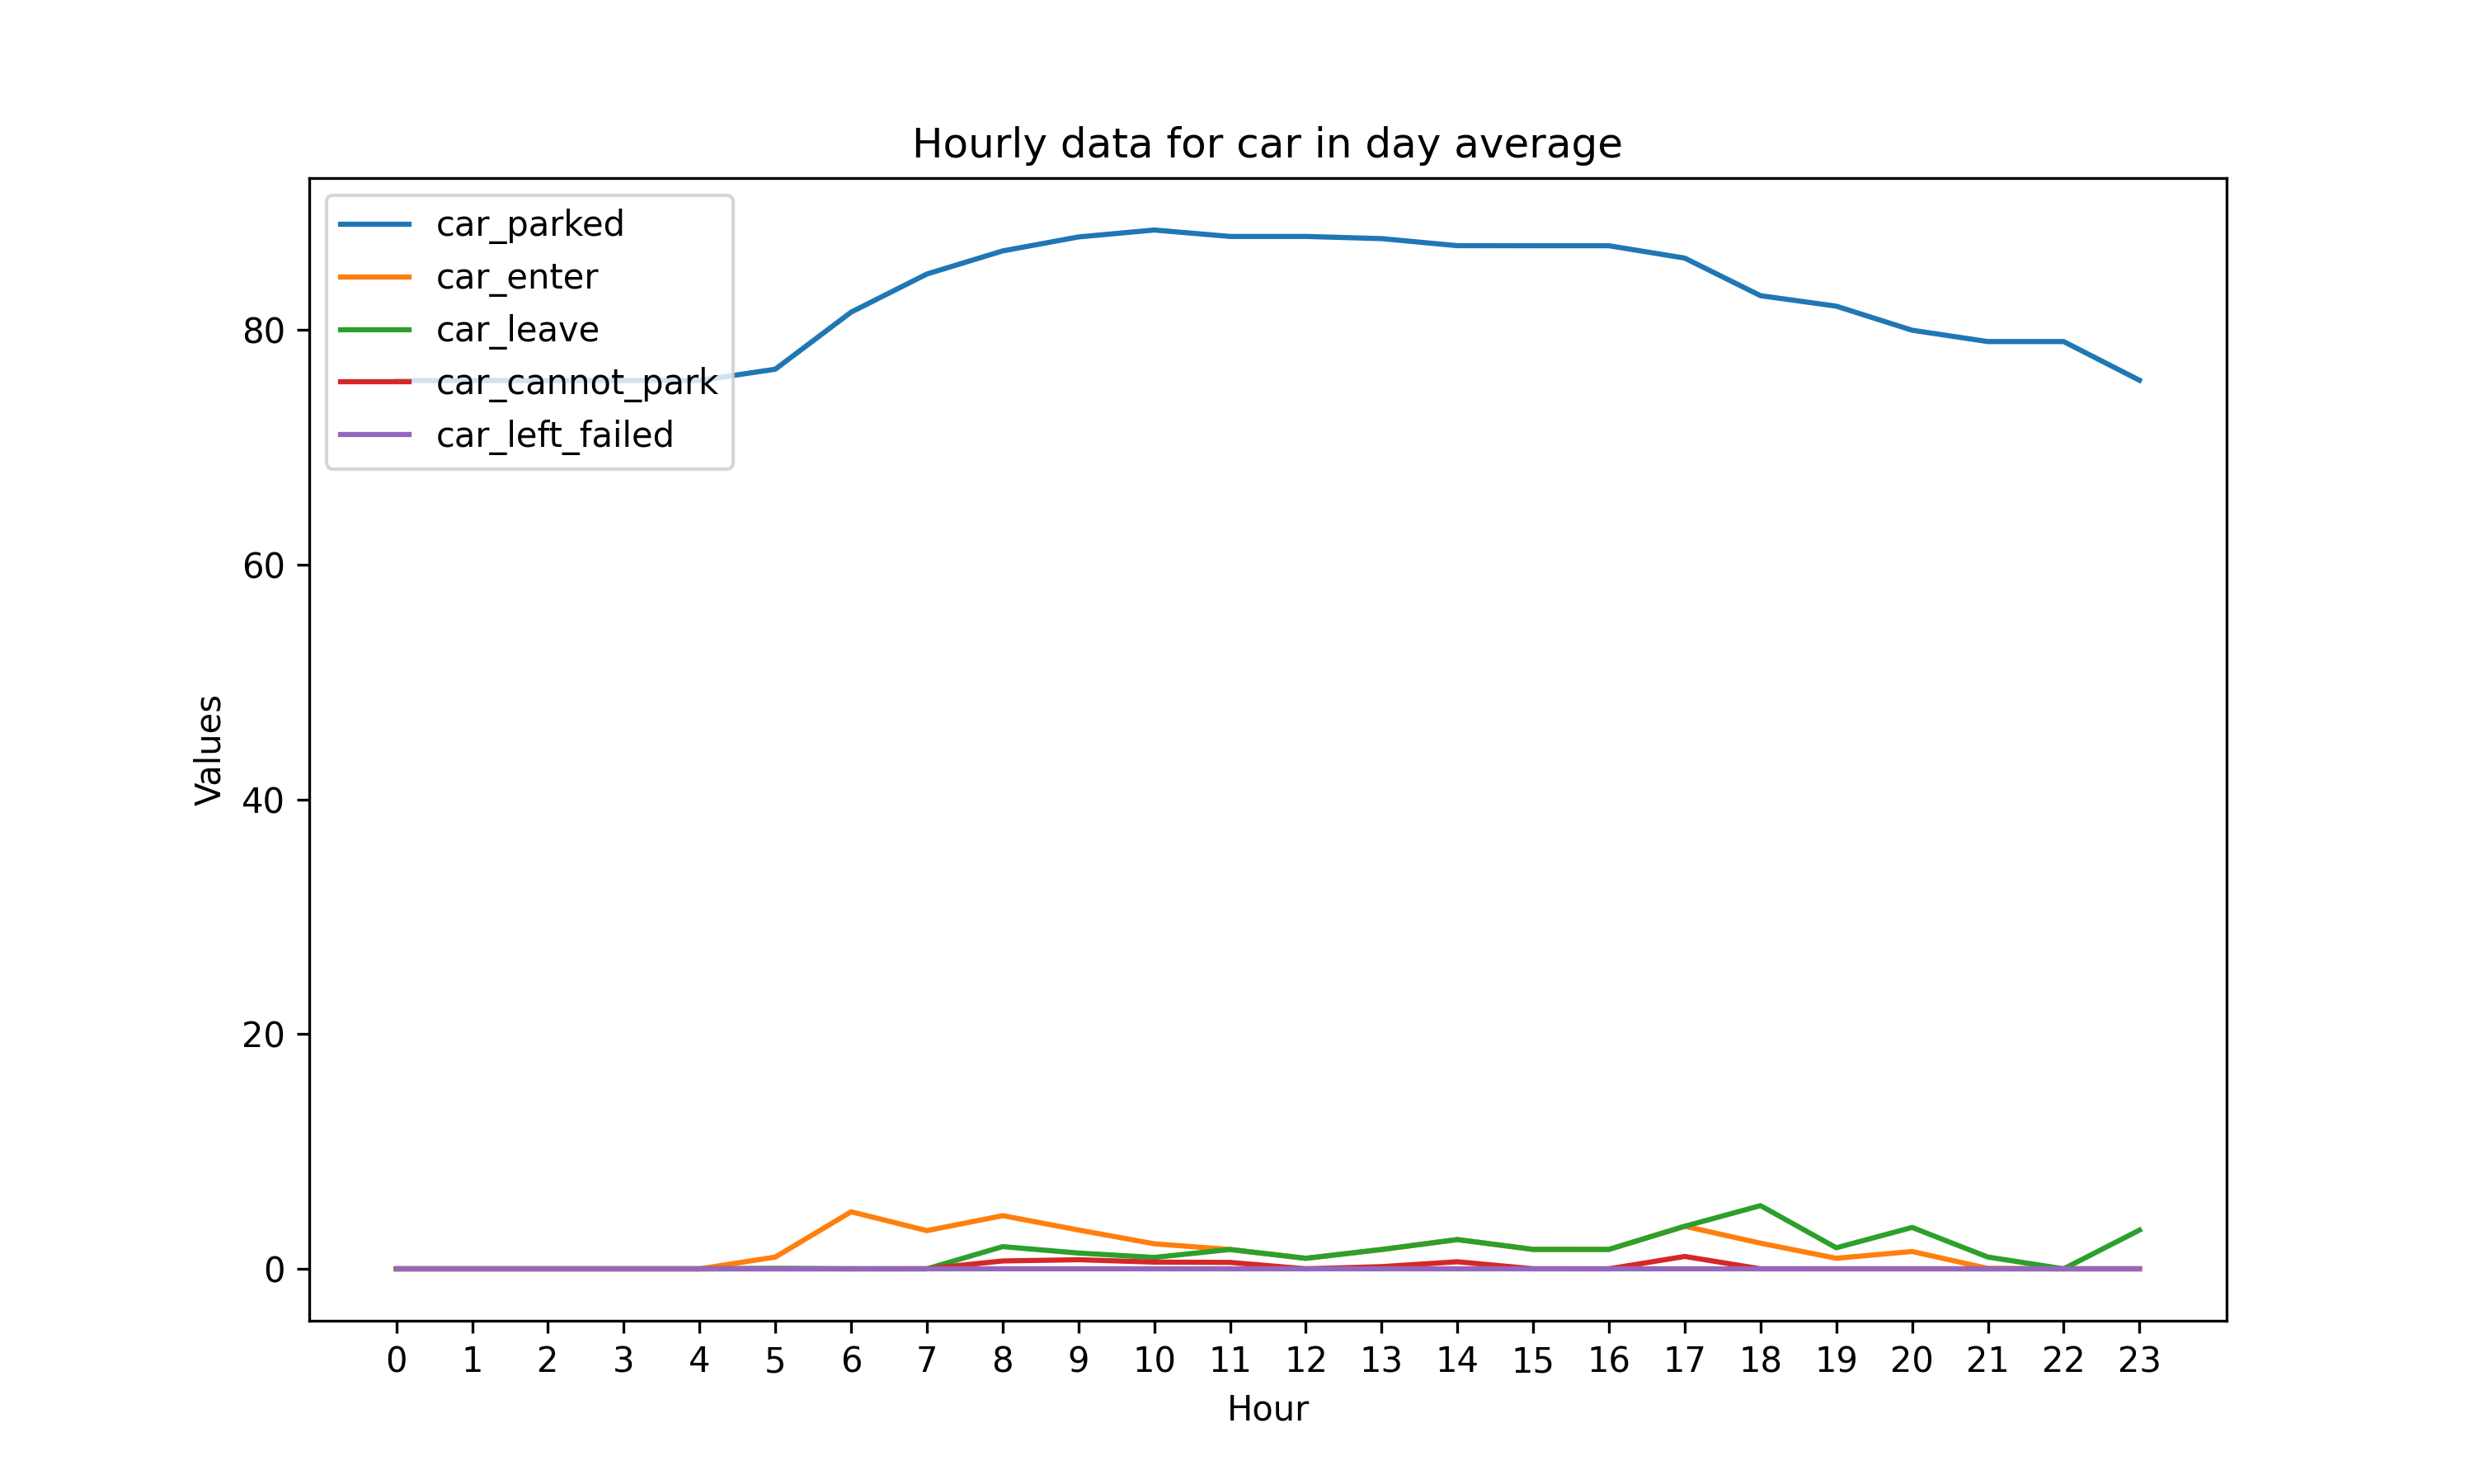 Hourly data for car in day average
car_parked
car_enter
car_leave
car_cannot_park
car_left_failed
80
60
40
20
0
Values
0 1 2 3 4 5 6 7 8 9 10 11 12 13 14 15 16 17 18 19 20 21 22 23
Hour